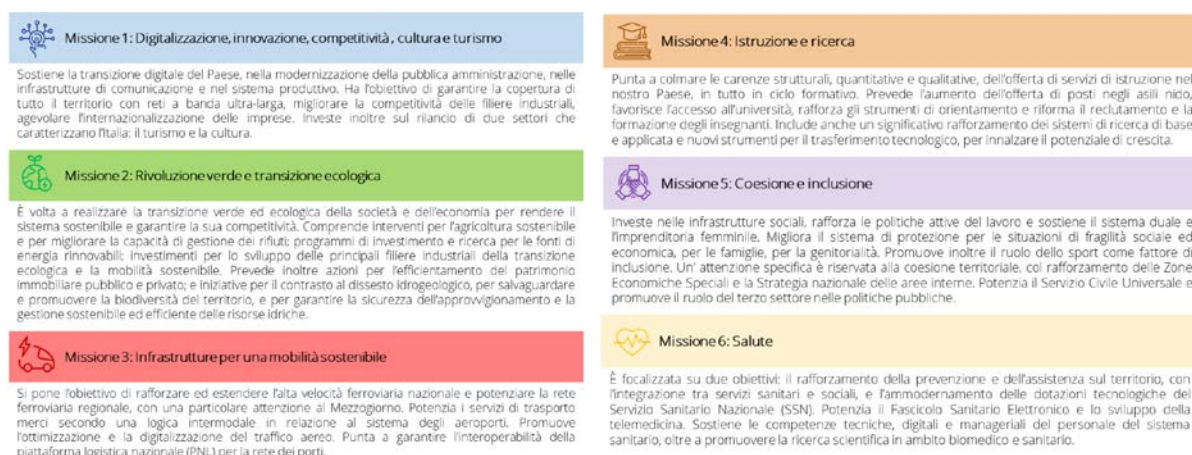 Missione 1: Digitalizzazione, innovazione, competitività , cultura e turismo
Sostiene la transizione digitale del Paese, nella modernizzazione della pubblica amministrazione, nelle
infrastrutture di comunicazione e nel sistema produttivo. Ha l'obiettivo di garantire la copertura di
tutto il territorio con reti a banda ultra-larga, migliorare la competitività delle filiere industriali,
agevolare l'internazionalizzazione delle imprese. Investe inoltre sul rilancio di due settori che
caratterizzano l'Italia: il turismo e la cultura.
Missione 2: Rivoluzione verde e transizione ecologica
È volta a realizzare la transizione verde ed ecologica della società e dell'economia per rendere il
sistema sostenibile e garantire la sua competitività. Comprende interventi per l'agricoltura sostenibile
e per migliorare la capacità di gestione dei rifiuti; programmi di investimento e ricerca per le fonti di
energia rinnovabili; investimenti per lo sviluppo delle principali filiere industriali della transizione
ecologica e la mobilità sostenibile. Prevede inoltre azioni per l'efficientamento del patrimonio
immobiliare pubblico e privato; e iniziative per il contrasto al dissesto idrogeologico, per salvaguardare
e promuovere la biodiversità del territorio, e per garantire la sicurezza dell'approvvigionamento e la
gestione sostenibile ed efficiente delle risorse idriche.
Missione 3: Infrastrutture per una mobilità sostenibile
Si pone l'obiettivo di rafforzare ed estendere l'alta velocità ferroviaria nazionale e potenziare la rete
ferroviaria regionale, con una particolare attenzione al Mezzogiorno. Potenzia i servizi di trasporto
merci secondo una logica intermodale in relazione al sistema degli aeroporti. Promuove
l'ottimizzazione e la digitalizzazione del traffico aereo. Punta a garantire l'interoperabilità della
piattaforma logistica nazionale (PNL) per la rete dei porti.
Missione 4: Istruzione e ricerca
Punta a colmare le carenze strutturali, quantitative e qualitative, dell'offerta di servizi di istruzione nel
nostro Paese, in tutto in ciclo formativo. Prevede l'aumento dell'offerta di posti negli asili nido,
favorisce l'accesso all'università, rafforza gli strumenti di orientamento e riforma il reclutamento e la
formazione degli insegnanti. Include anche un significativo rafforzamento dei sistemi di ricerca di base
e applicata e nuovi strumenti per il trasferimento tecnologico, per innalzare il potenziale di crescita.
Missione 5: Coesione e inclusione
Investe nelle infrastrutture sociali, rafforza le politiche attive del lavoro e sostiene il sistema duale e
l'imprenditoria femminile. Migliora il sistema di protezione per le situazioni di fragilità sociale ed
economica, per le famiglie, per la genitorialità. Promuove inoltre il ruolo dello sport come fattore di
inclusione. Un' attenzione specifica è riservata alla coesione territoriale, col rafforzamento delle Zone
Economiche Speciali e la Strategia nazionale delle aree interne. Potenzia il Servizio Civile Universale e
promuove il ruolo del terzo settore nelle politiche pubbliche.
Missione 6: Salute
È focalizzata su due obiettivi: il rafforzamento della prevenzione e dell'assistenza sul territorio, con
l'integrazione tra servizi sanitari e sociali, e l'ammodernamento delle dotazioni tecnologiche del
Servizio Sanitario Nazionale (SSN). Potenzia il Fascicolo Sanitario Elettronico e lo sviluppo della
telemedicina. Sostiene le competenze tecniche, digitali e manageriali del personale del sistema
sanitario, oltre a promuovere la ricerca scientifica in ambito biomedico e sanitario.